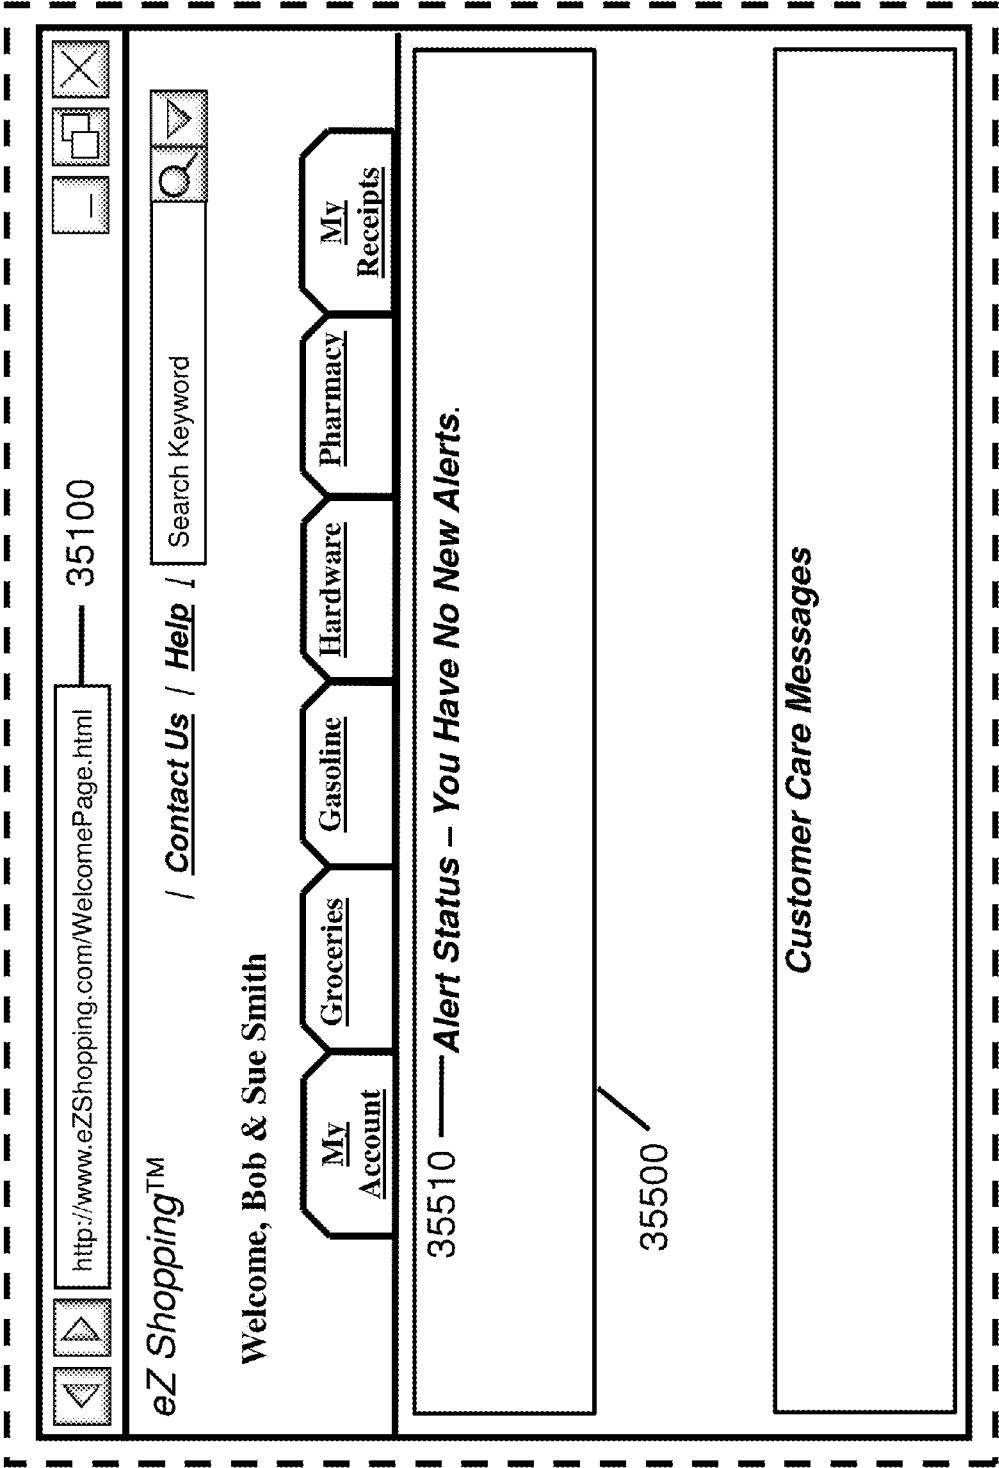 http://www.eZShopping.com/WelcomePage.html 35100 –
eZ Shopping™
| Contact Us | Help | Search Keyword
Welcome, Bob & Sue Smith
My Account Groceries Gasoline Hardware Pharmacy My Receipts
35510 Alert Status – You Have No New Alerts.
35500
Customer Care Messages